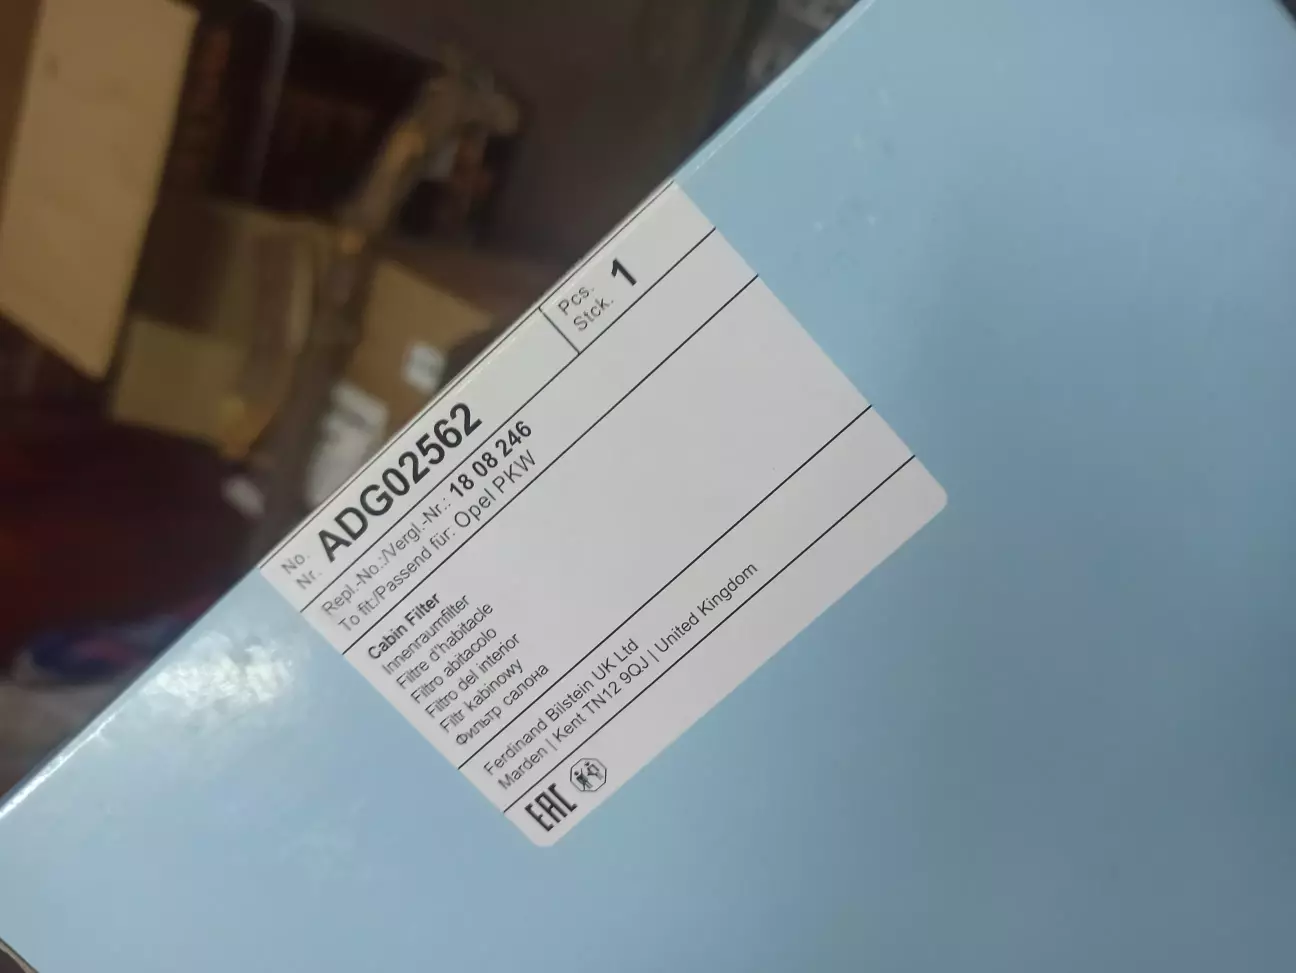 No.
Nr. ADG02562
Pcs.
Stck. 1
Repl.-No.:/Vergl.-Nr.: 18 08 246
To fit:/Passend für: Opel PKW
Cabin Filter
Innenraumfilter
Filtre d'habitacle
Filtro abitacolo
Filtro del interior
Filtr kabinowy
Фильтр салона
Ferdinand Bilstein UK Ltd
Marden | Kent TN12 9QJ | United Kingdom
EAC